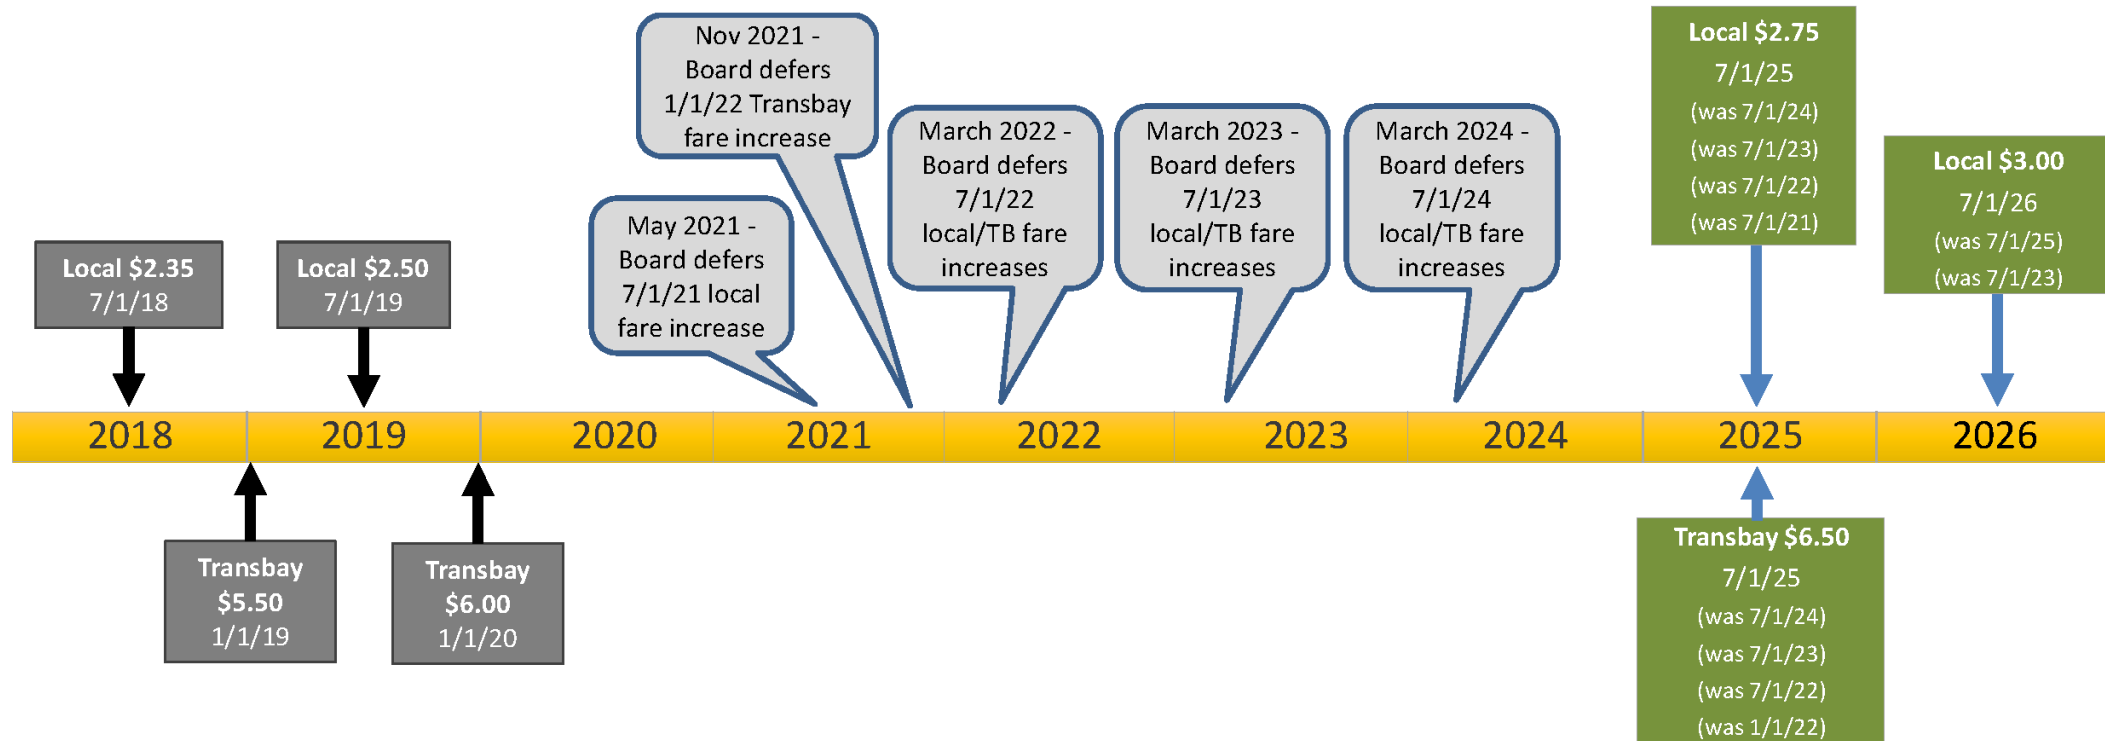 Nov 2021 -
Board defers
1/1/22 Transbay
fare increase
May 2021 -
Board defers
7/1/21 local
fare increase
March 2022 -
Board defers
7/1/22
local/TB fare
increases
March 2023 -
Board defers
7/1/23
local/TB fare
increases
March 2024 -
Board defers
7/1/24
local/TB fare
increases
Local $2.75
7/1/25
(was 7/1/24)
(was 7/1/23)
(was 7/1/22)
(was 7/1/21)
Local $3.00
7/1/26
(was 7/1/25)
(was 7/1/23)
Local $2.35
7/1/18
Local $2.50
7/1/19
2018
2019
2020
2021
2022
2023
2024
2025
2026
Transbay
$5.50
1/1/19
Transbay
$6.00
1/1/20
Transbay $6.50
7/1/25
(was 7/1/24)
(was 7/1/23)
(was 7/1/22)
(was 1/1/22)